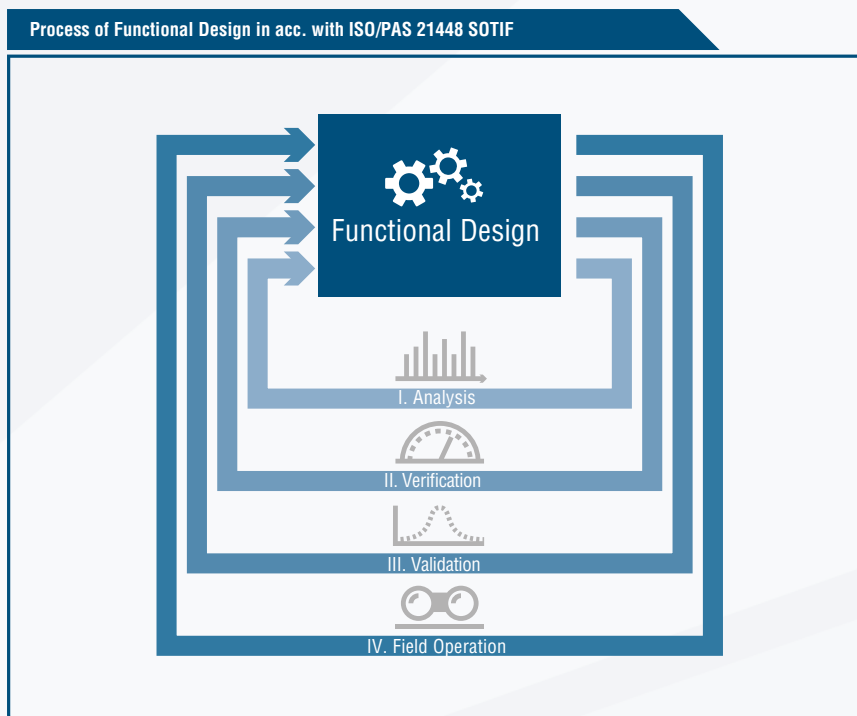 Process of Functional Design in acc. with ISO/PAS 21448 SOTIF
Functional Design
I. Analysis
II. Verification
III. Validation
IV. Field Operation